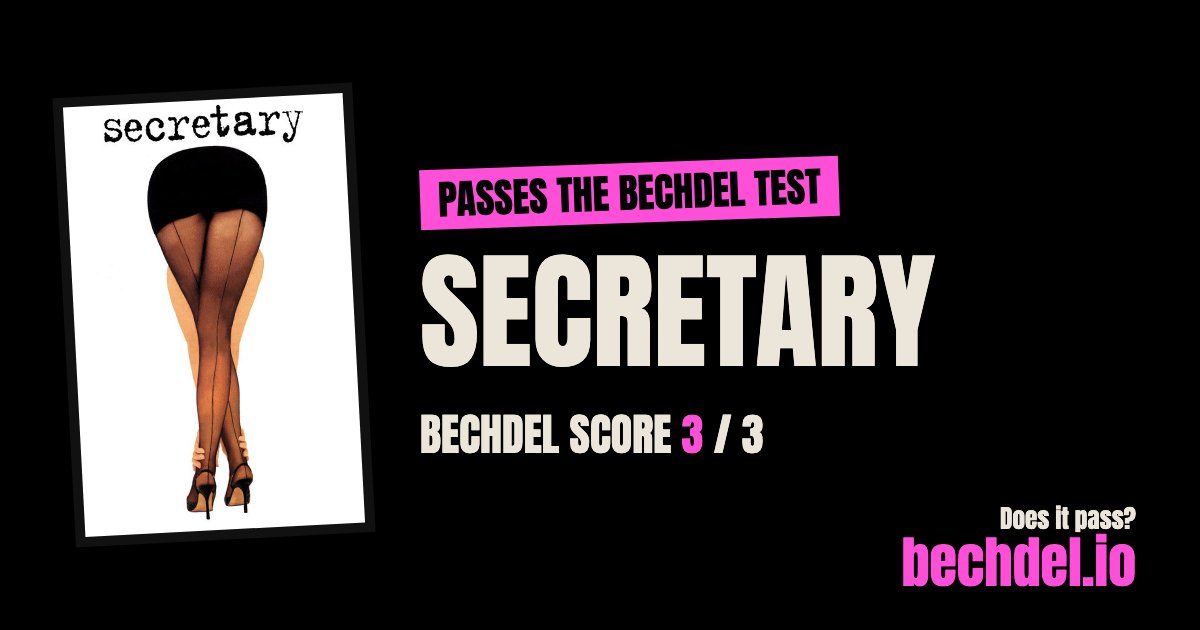 secretary
PASSES THE BECHDEL TEST
SECRETARY
BECHDEL SCORE 3 / 3
Does it pass?
bechdel.io